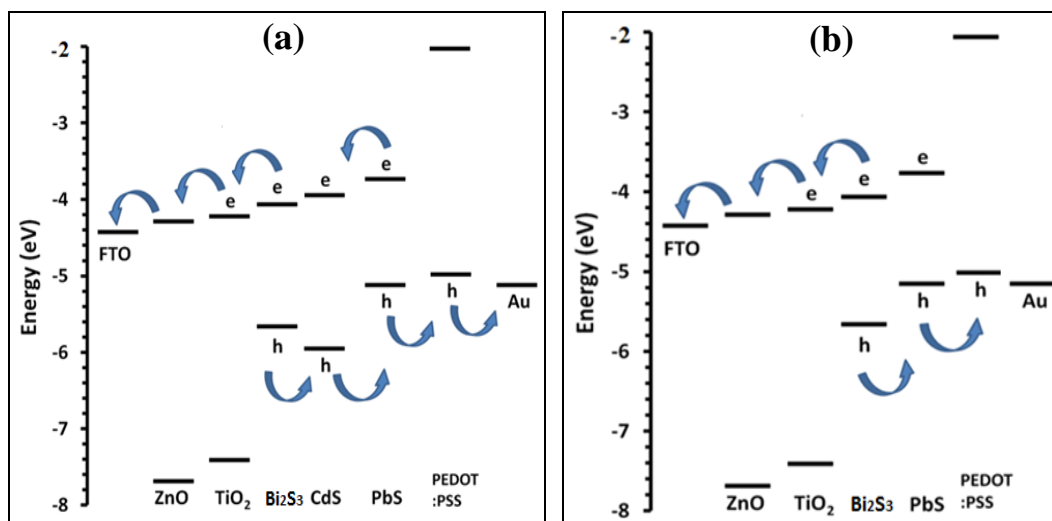 (a)
Energy (eV)
-2
-3
-4
-5
-6
-7
-8
e
e
e
e
FTO
h
h
h
h
Au
ZnO
TiO₂
Bi₂S₃
CdS
PbS
PEDOT
:PSS
(b)
Energy (eV)
-2
-3
-4
-5
-6
-7
-8
e
e
e
FTO
h
h
h
Au
ZnO
TiO₂
Bi₂S₃
PbS
PEDOT
:PSS